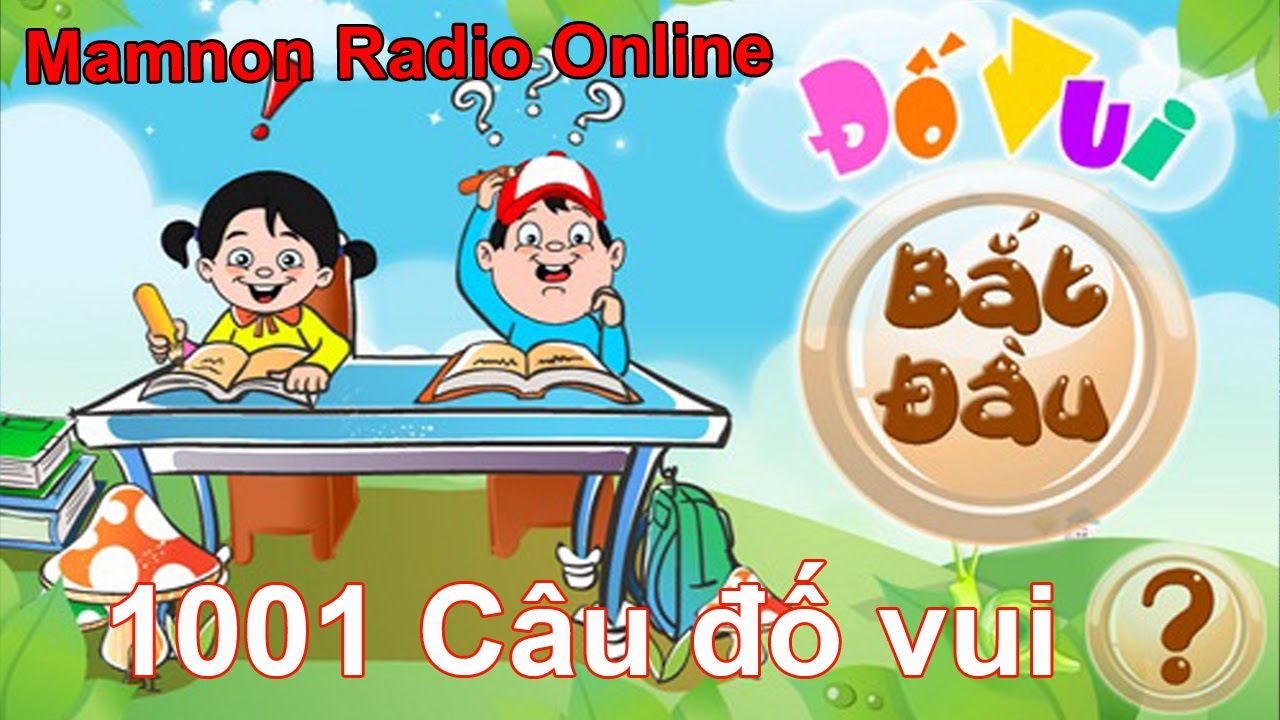 Mamnon Radio Online
ĐỐ VUI
Bắt
Đầu
1001 Câu đố vui
?